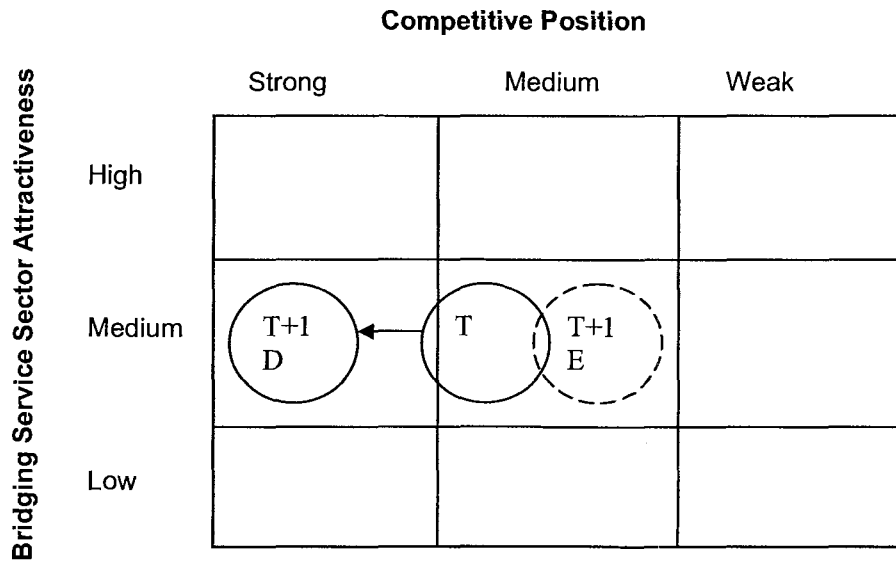 Competitive Position
Strong Medium Weak
Bridging Service Sector Attractiveness
High
Medium
T+1
D
T
T+1
E
Low